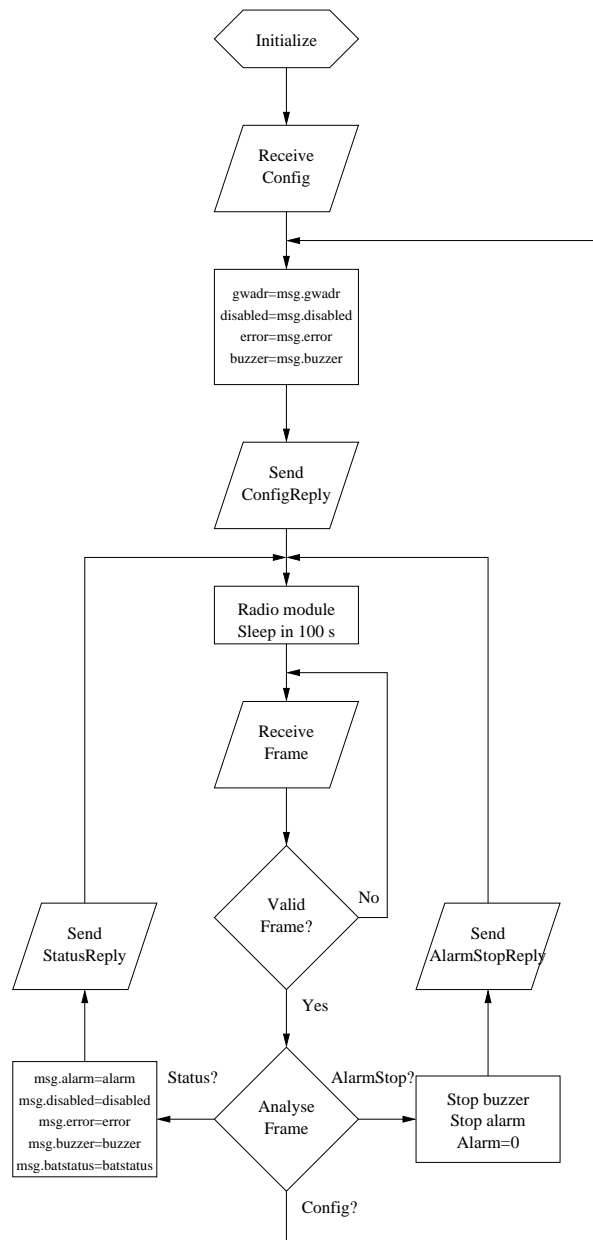 Initialize
Receive
Config
gwadr=msg.gwadr
disabled=msg.disabled
error=msg.error
buzzer=msg.buzzer
Send
ConfigReply
Radio module
Sleep in 100 s
Receive
Frame
Valid
Frame?
No
Yes
Send
StatusReply
Send
AlarmStopReply
Status?
AlarmStop?
msg.alarm=alarm
msg.disabled=disabled
msg.error=error
msg.buzzer=buzzer
msg.batstatus=batstatus
Analyse
Frame
Stop buzzer
Stop alarm
Alarm=0
Config?